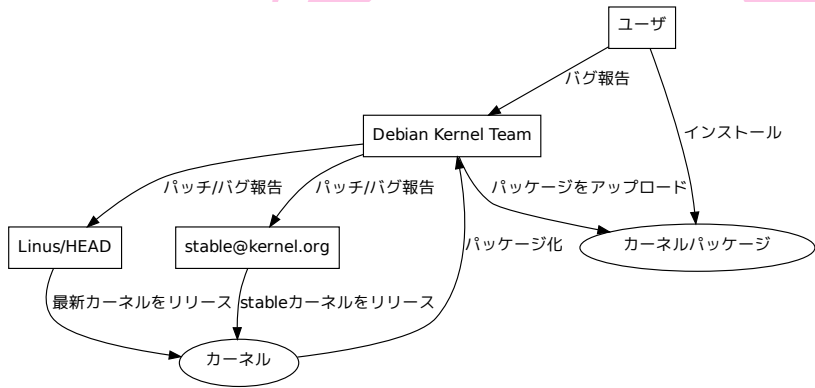 ユーザ
バグ報告
Debian Kernel Team
インストール
パッチ/バグ報告
パッチ/バグ報告
パッケージをアップロード
Linus/HEAD
stable@kernel.org
パッケージ化
カーネルパッケージ
最新カーネルをリリース
stableカーネルをリリース
カーネル